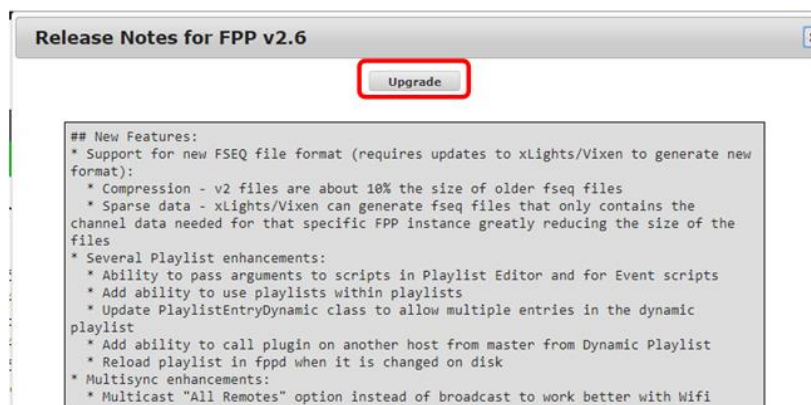 Release Notes for FPP v2.6
Upgrade
## New Features:
* Support for new FSEQ file format (requires updates to xLights/Vixen to generate new
format):
* Compression - v2 files are about 10% the size of older fseq files
* Sparse data - xLights/Vixen can generate fseq files that only contains the
channel data needed for that specific FPP instance greatly reducing the size of the
files
* Several Playlist enhancements:
* Ability to pass arguments to scripts in Playlist Editor and for Event scripts
* Add ability to use playlists within playlists
* Update PlaylistEntryDynamic class to allow multiple entries in the dynamic
playlist
* Add ability to call plugin on another host from master from Dynamic Playlist
* Reload playlist in fppd when it is changed on disk
* Multisync enhancements:
* Multicast "All Remotes" option instead of broadcast to work better with Wifi